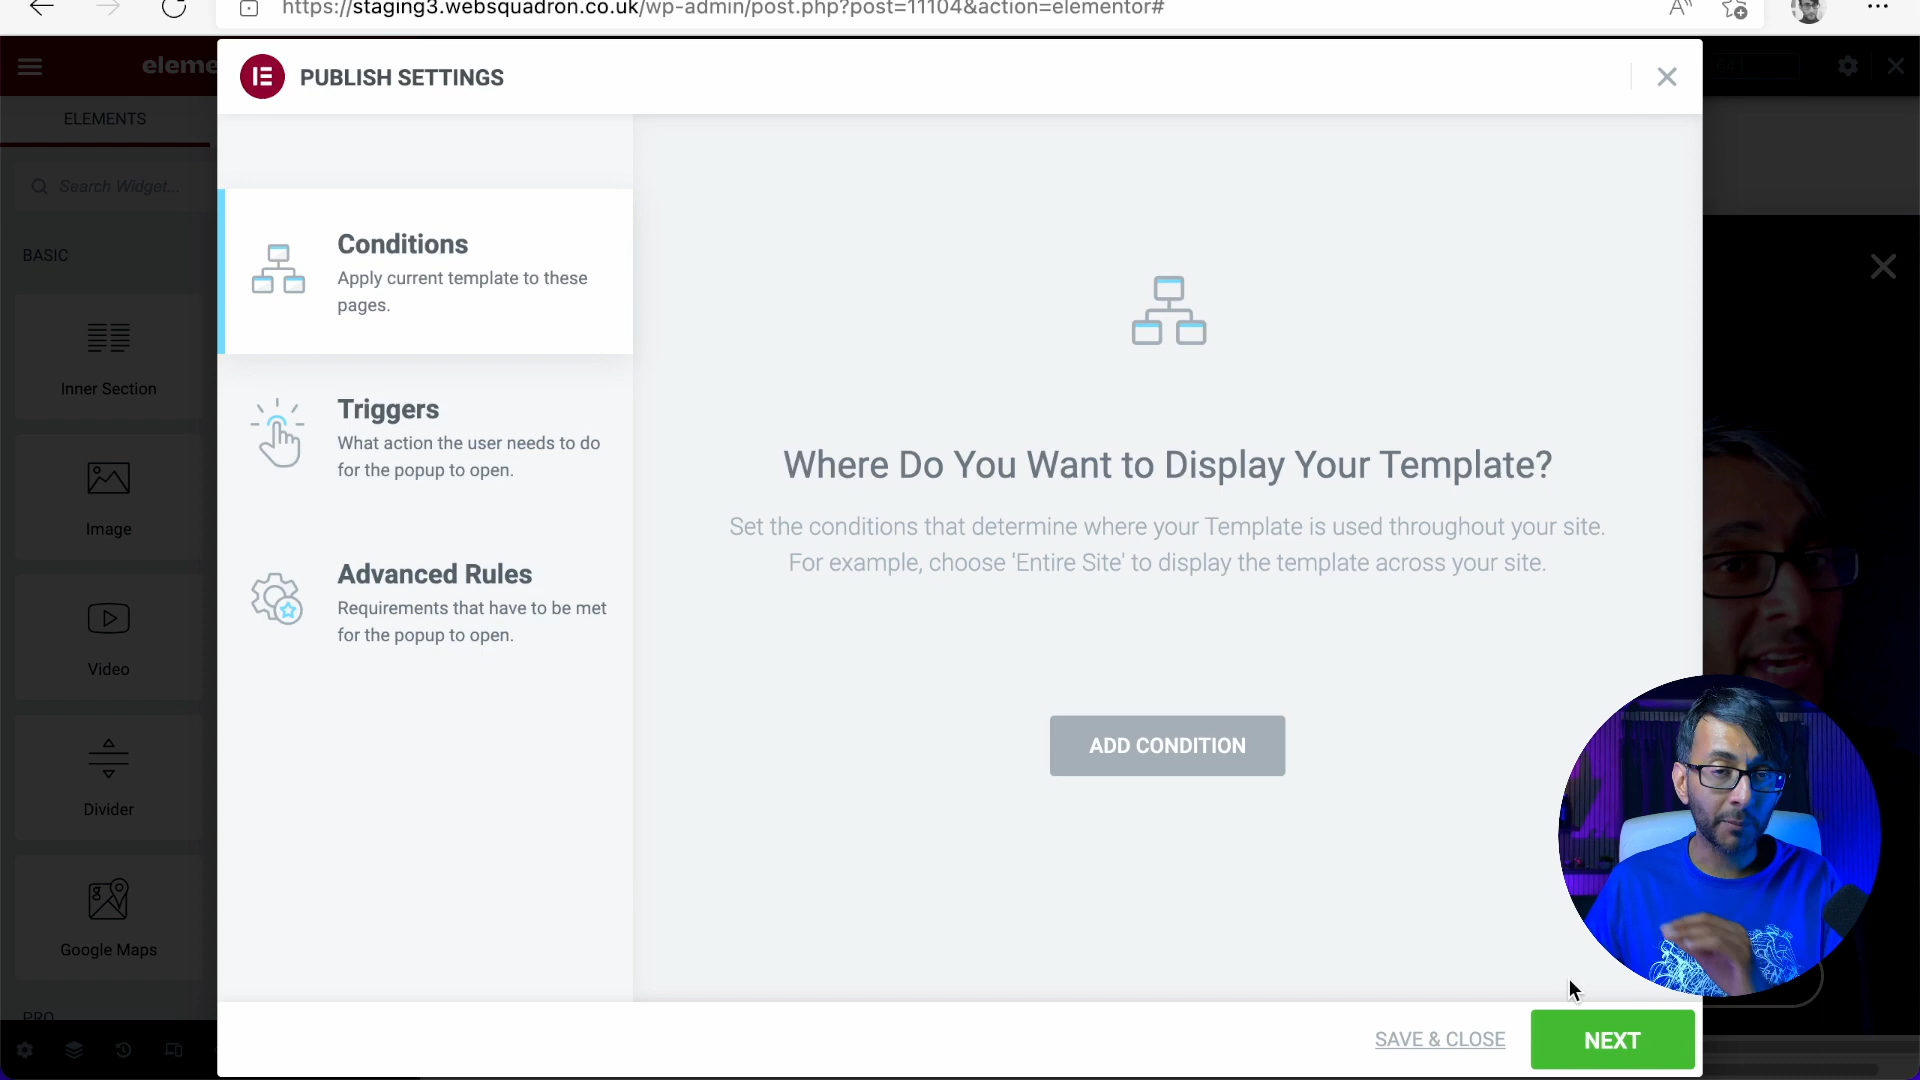 https://staging3.websquadron.co.uk/wp-admin/post.php?post=11104&action=elementor#
eleme
PUBLISH SETTINGS
ELEMENTS
Search Widget...
BASIC
Inner Section
Image
Video
Divider
Google Maps
PRO
Conditions
Apply current template to these
pages.
Triggers
What action the user needs to do
for the popup to open.
Advanced Rules
Requirements that have to be met
for the popup to open.
Where Do You Want to Display Your Template?
Set the conditions that determine where your Template is used throughout your site.
For example, choose 'Entire Site' to display the template across your site.
ADD CONDITION
SAVE & CLOSE
NEXT